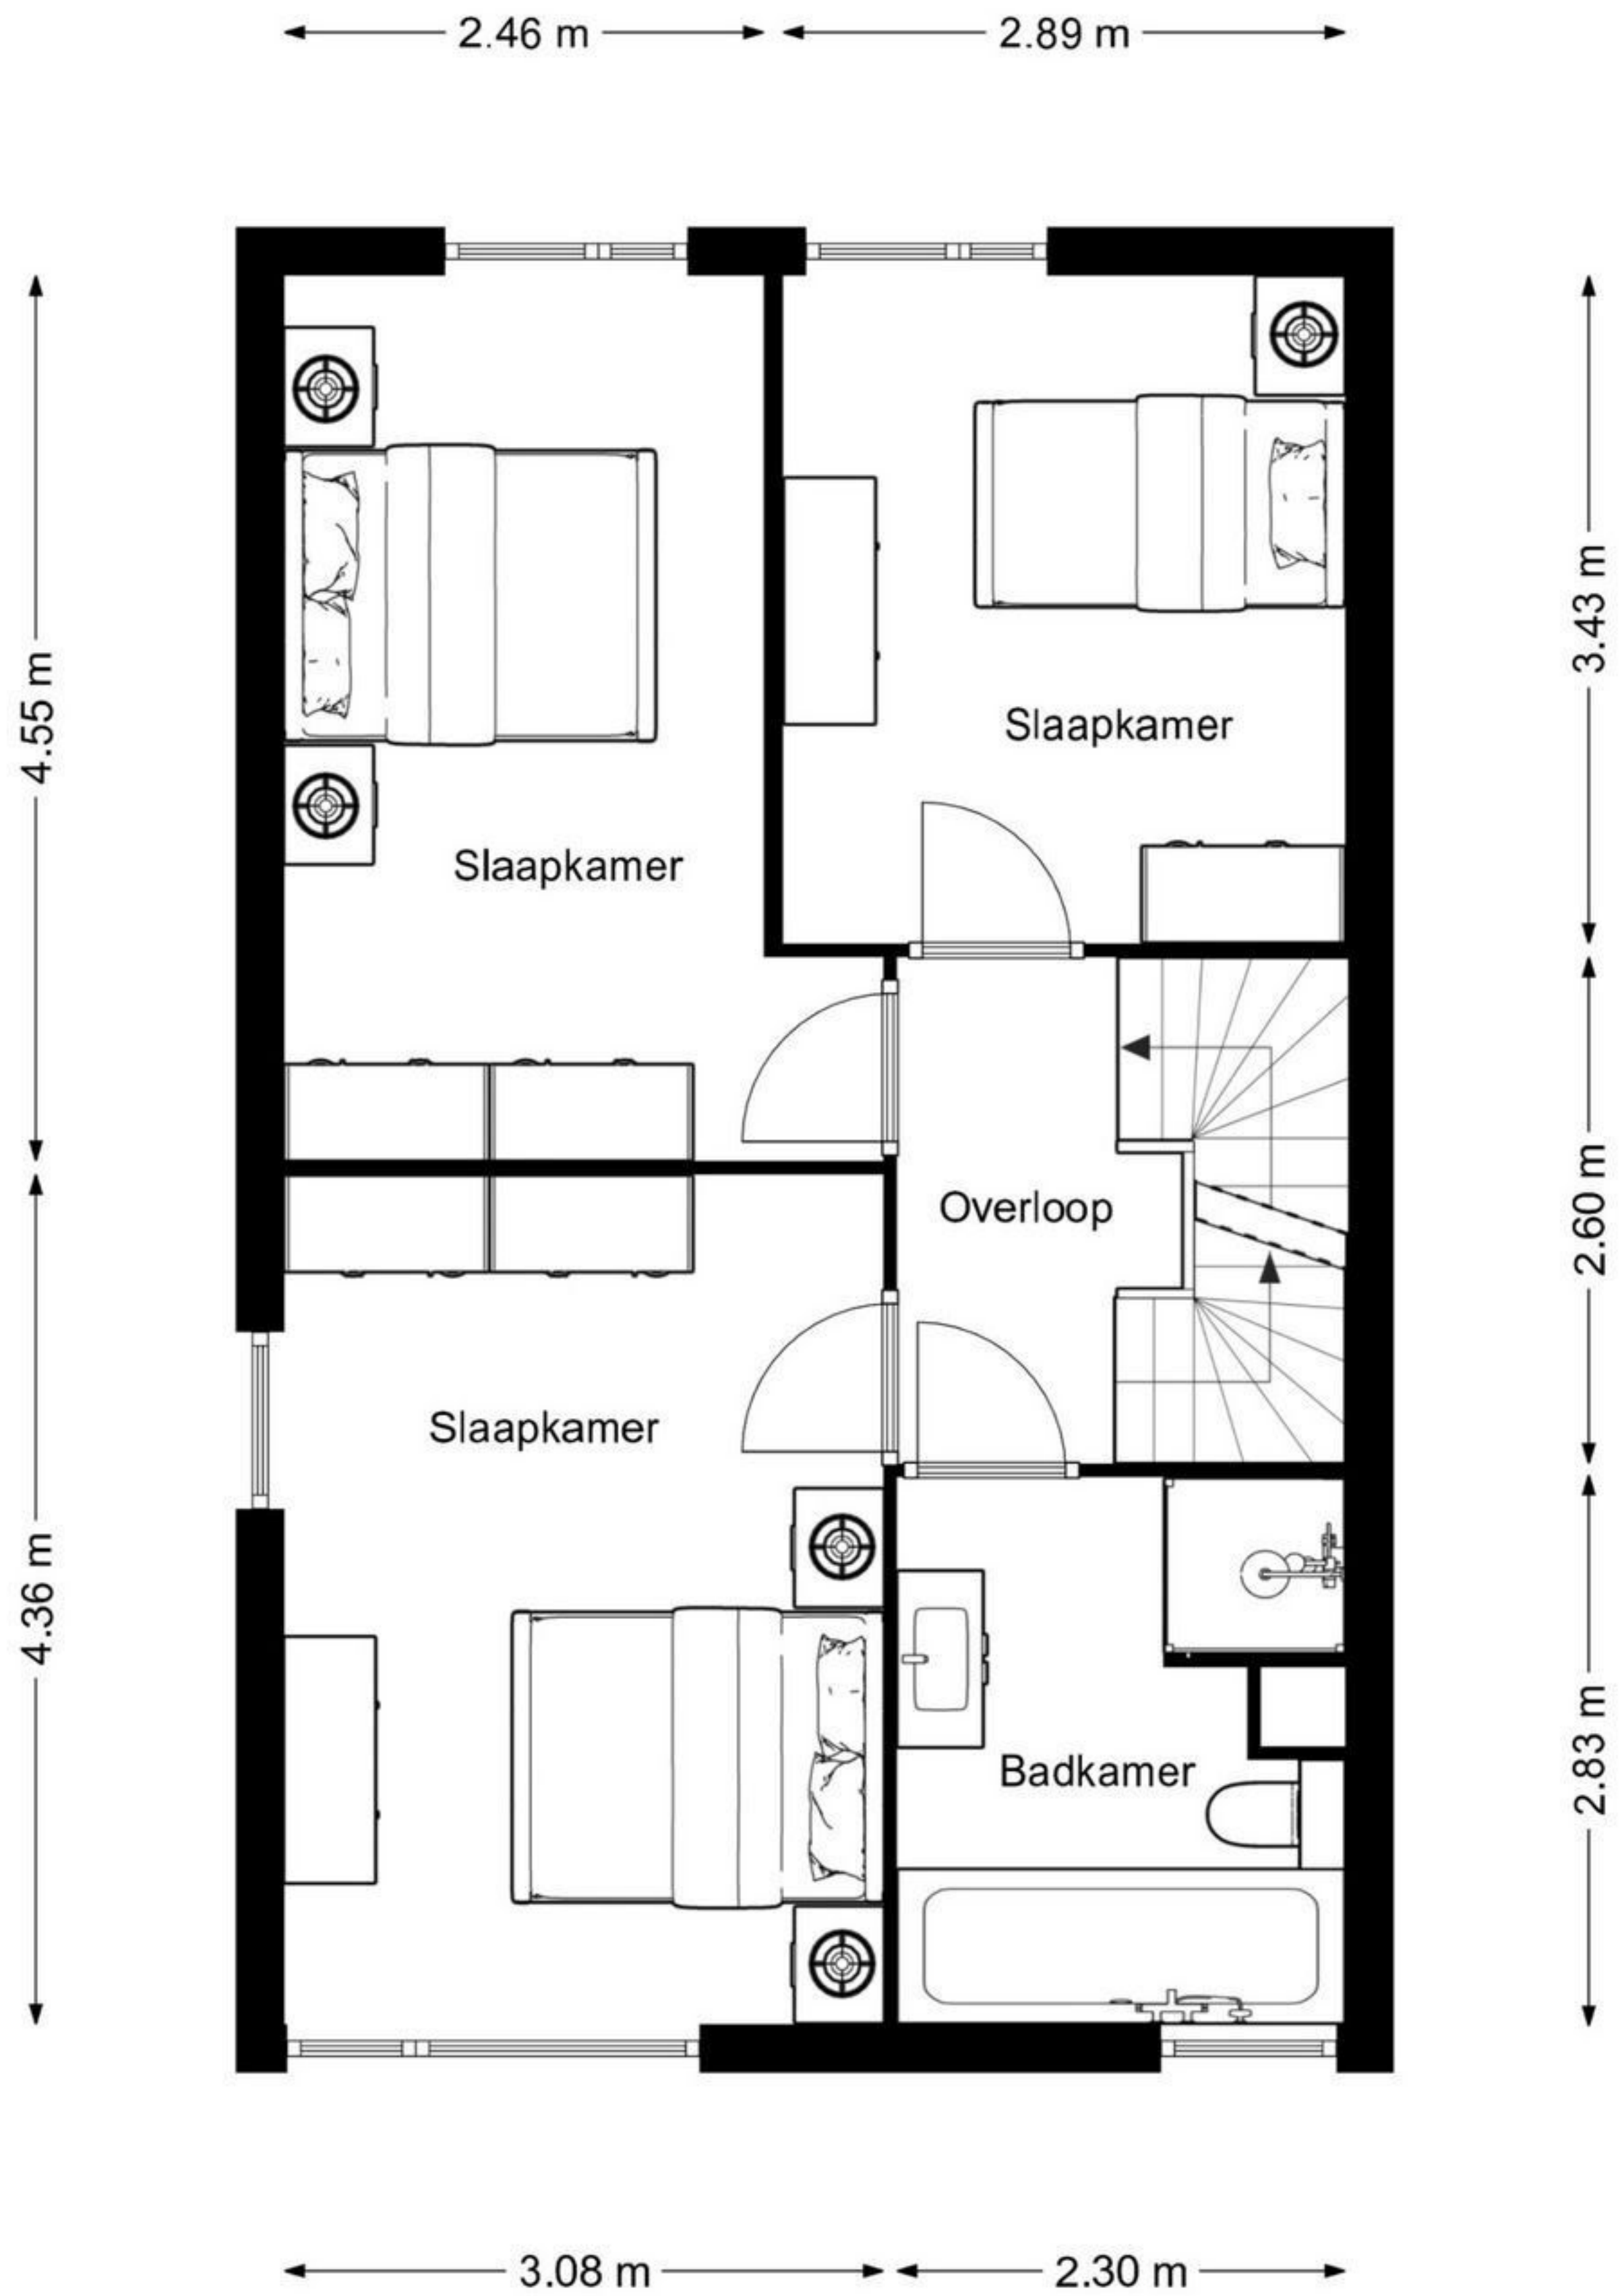 2.46 m
2.89 m
4.55 m
3.43 m
Slaapkamer
Slaapkamer
Overloop
2.60 m
Slaapkamer
4.36 m
Badkamer
2.83 m
3.08 m
2.30 m